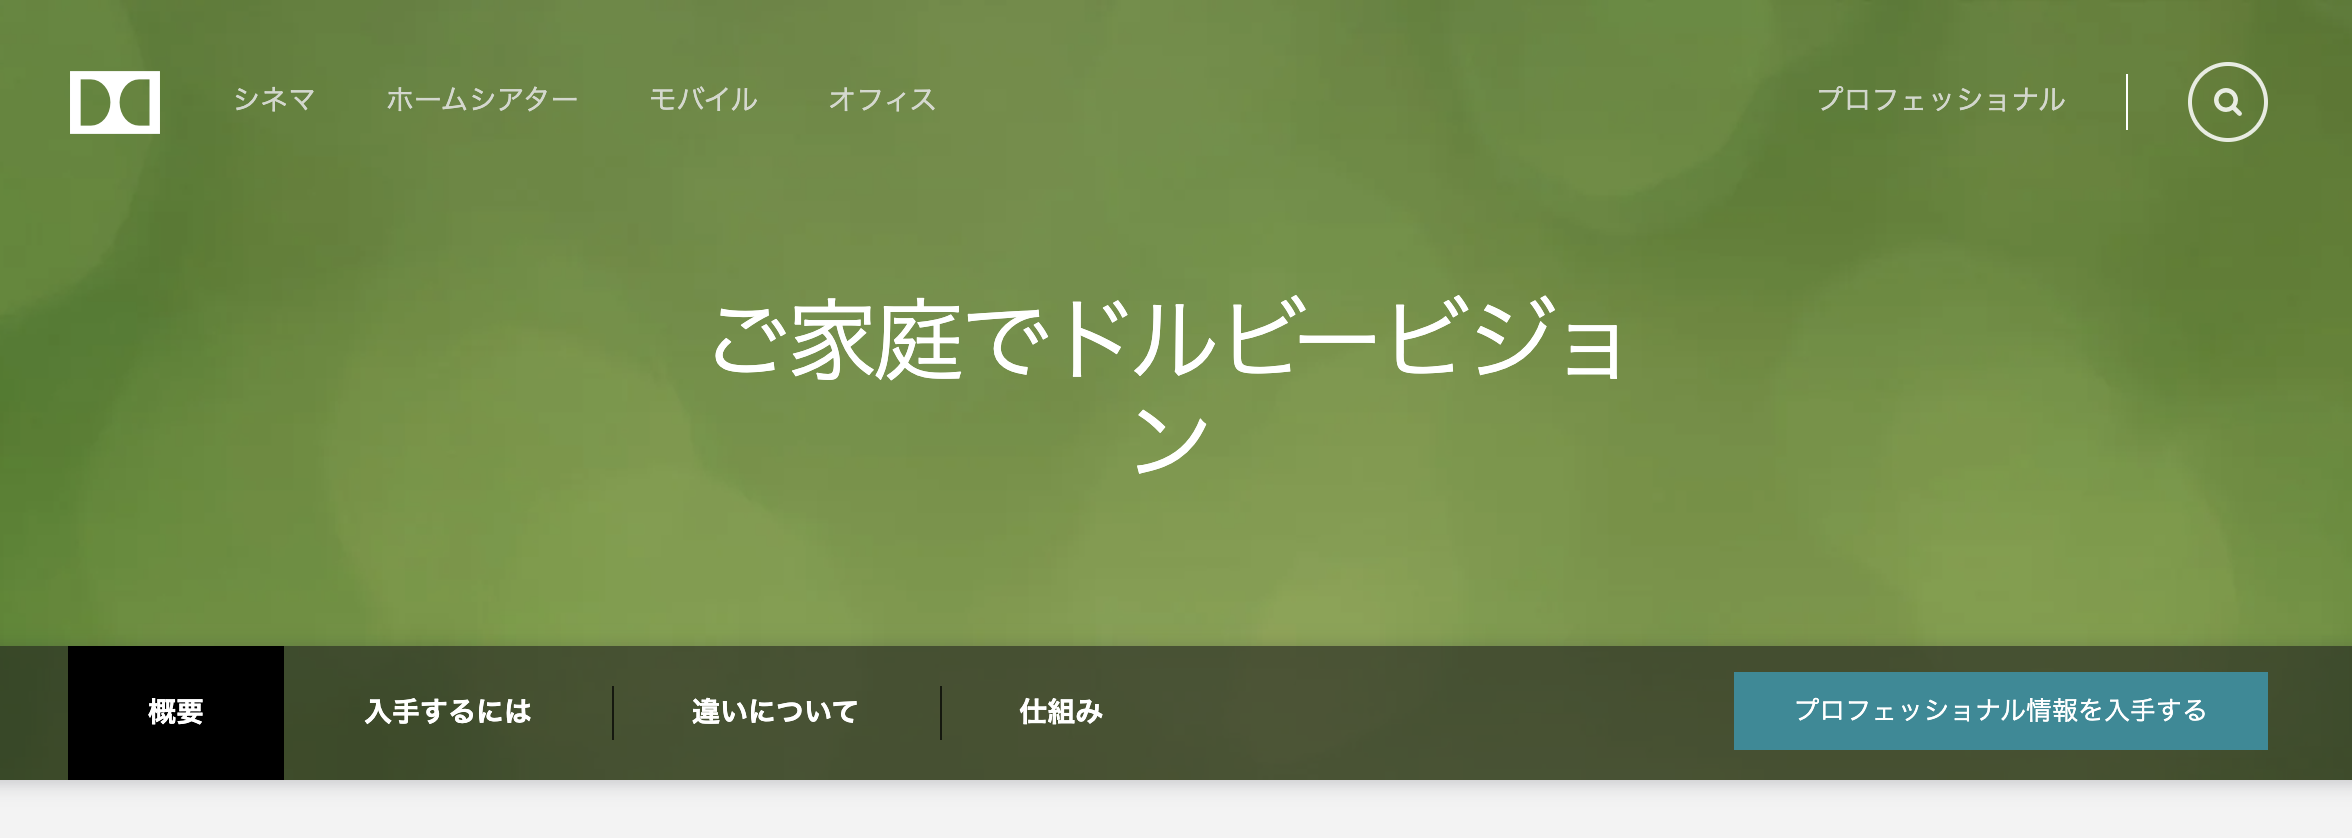 シネマ
ホームシアター
モバイル
オフィス
プロフェッショナル
ご家庭でドルビービジョ
ン
概要
入手するには
違いについて
仕組み
プロフェッショナル情報を入手する